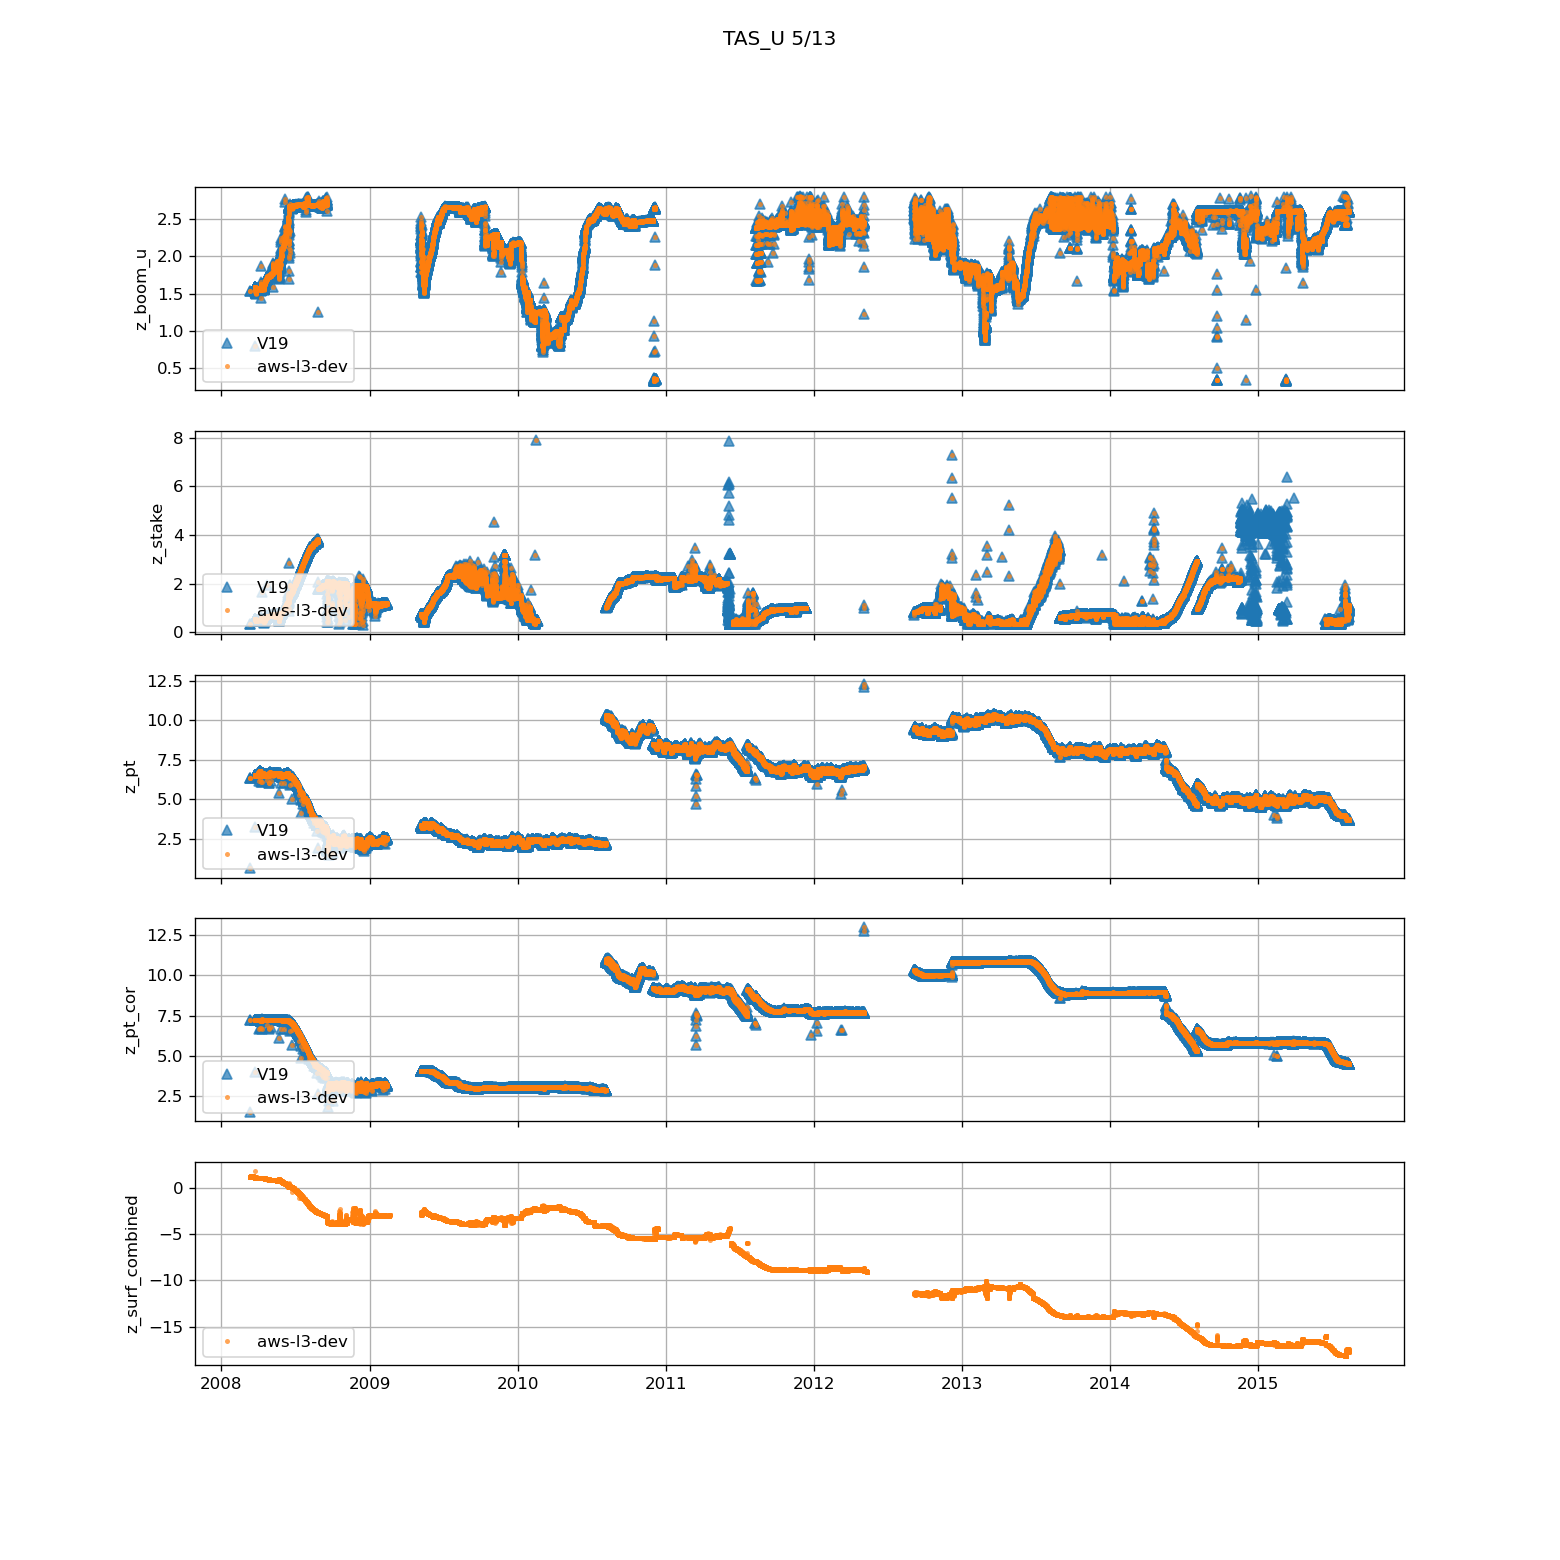 TAS_U 5/13
z_boom_u
2.5
2.0
1.5
1.0
0.5
V19
aws-l3-dev
z_stake
8
6
4
2
0
V19
aws-l3-dev
z_pt
12.5
10.0
7.5
5.0
2.5
V19
aws-l3-dev
z_pt_cor
12.5
10.0
7.5
5.0
2.5
V19
aws-l3-dev
z_surf_combined
0
−5
−10
−15
aws-l3-dev
2008 2009 2010 2011 2012 2013 2014 2015